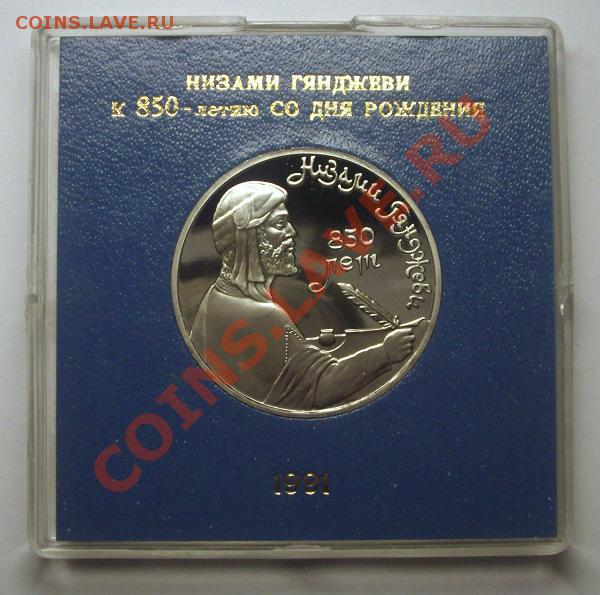 COINS.LAVE.RU
НИЗАМИ ГЯНДЖЕВИ
К 850-летию СО ДНЯ РОЖДЕНИЯ
Низами Гянджеви
850
лет
1991
COINS.LAVE.RU